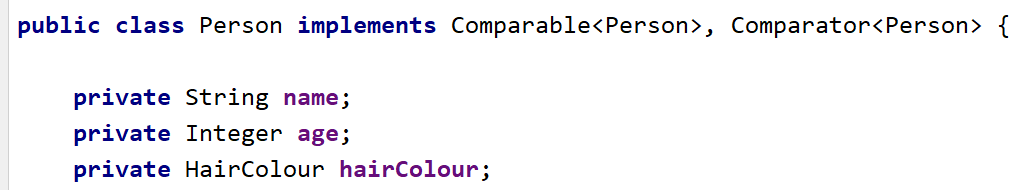 public class Person implements Comparable<Person>, Comparator<Person> {
private String name;
private Integer age;
private HairColour hairColour;